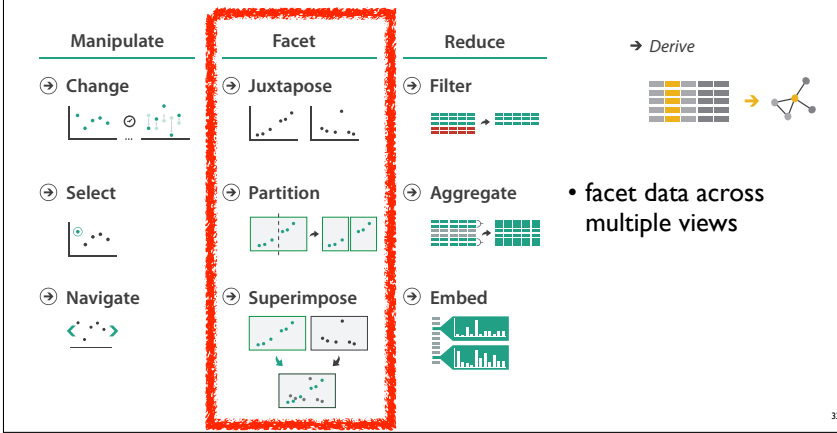 Manipulate
Facet
Reduce
Derive
Change
Juxtapose
Filter
...
Select
Partition
Aggregate
• facet data across
multiple views
Navigate
Superimpose
Embed